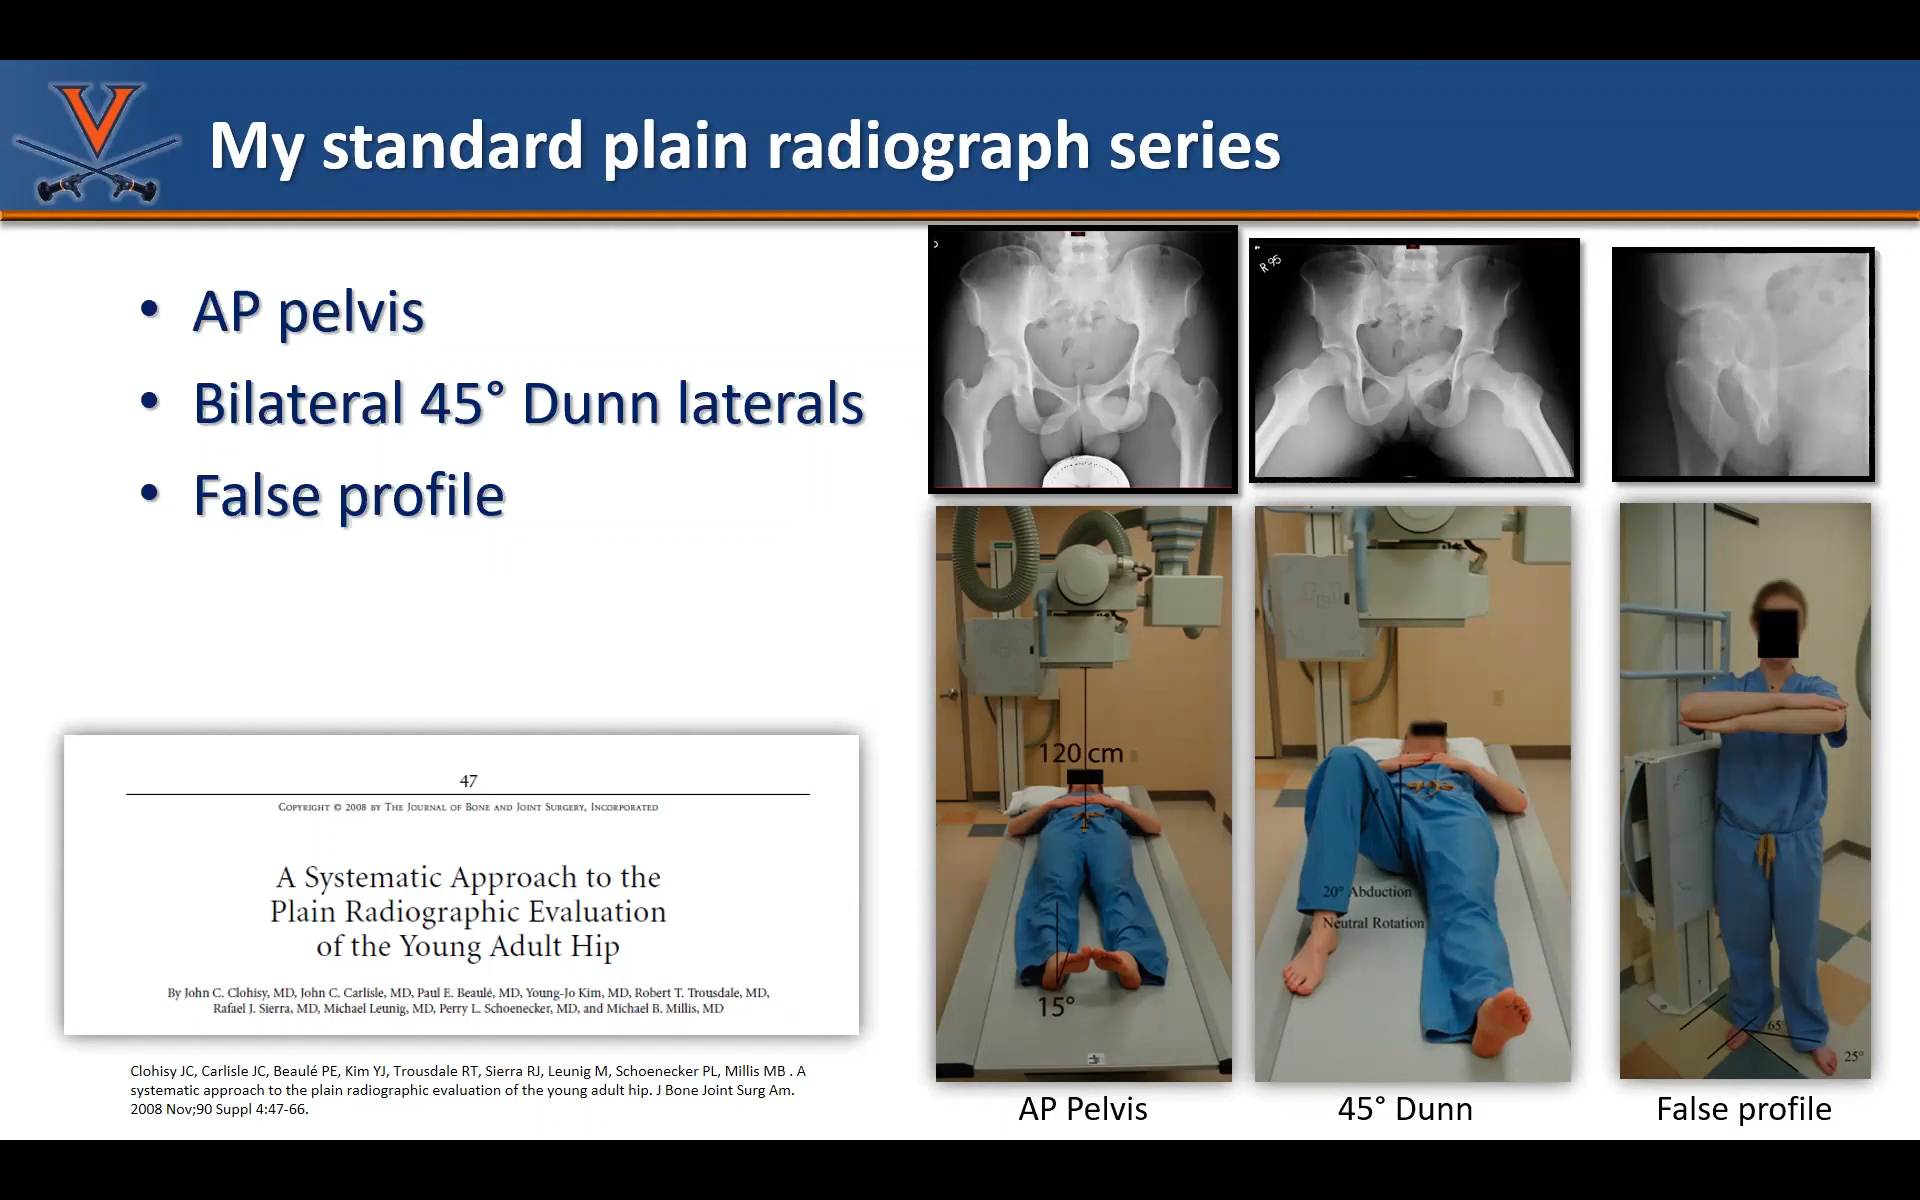 My standard plain radiograph series
• AP pelvis
• Bilateral 45° Dunn laterals
• False profile
47
COPYRIGHT © 2008 BY THE JOURNAL OF BONE AND JOINT SURGERY, INCORPORATED
A Systematic Approach to the
Plain Radiographic Evaluation
of the Young Adult Hip
By John C. Clohisy, MD, John C. Carlisle, MD, Paul E. Beaulé, MD, Young-Jo Kim, MD, Robert T. Trousdale, MD,
Rafael J. Sierra, MD, Michael Leunig, MD, Perry L. Schoenecker, MD, and Michael B. Millis, MD
Clohisy JC, Carlisle JC, Beaulé PE, Kim YJ, Trousdale RT, Sierra RJ, Leunig M, Schoenecker PL, Millis MB . A
systematic approach to the plain radiographic evaluation of the young adult hip. J Bone Joint Surg Am.
2008 Nov;90 Suppl 4:47-66.
R 95
120 cm
15°
AP Pelvis
20° Abduction
Neutral Rotation
45° Dunn
65°
25°
False profile